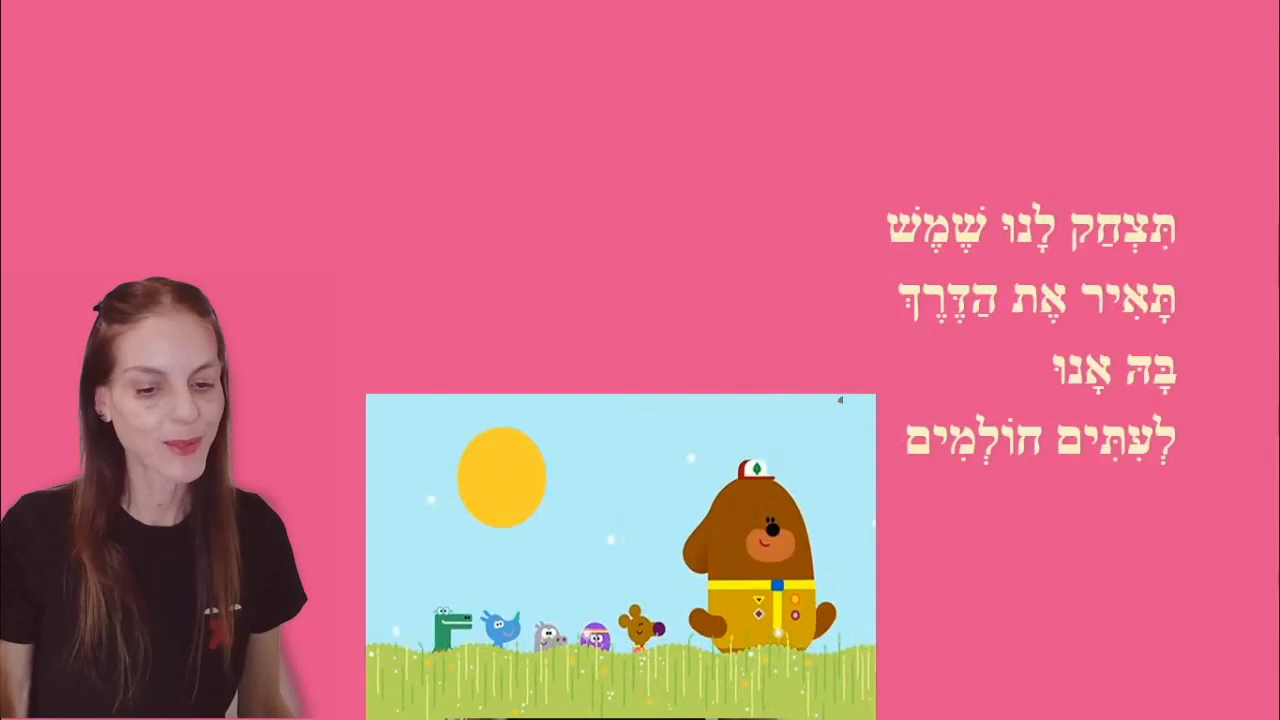 תִּצְחַק לָנוּ שֶׁמֶשׁ
תָּאִיר אֶת הַדֶּרֶךְ
בָּהּ אָנוּ
לְעִתִּים חוֹלְמִים